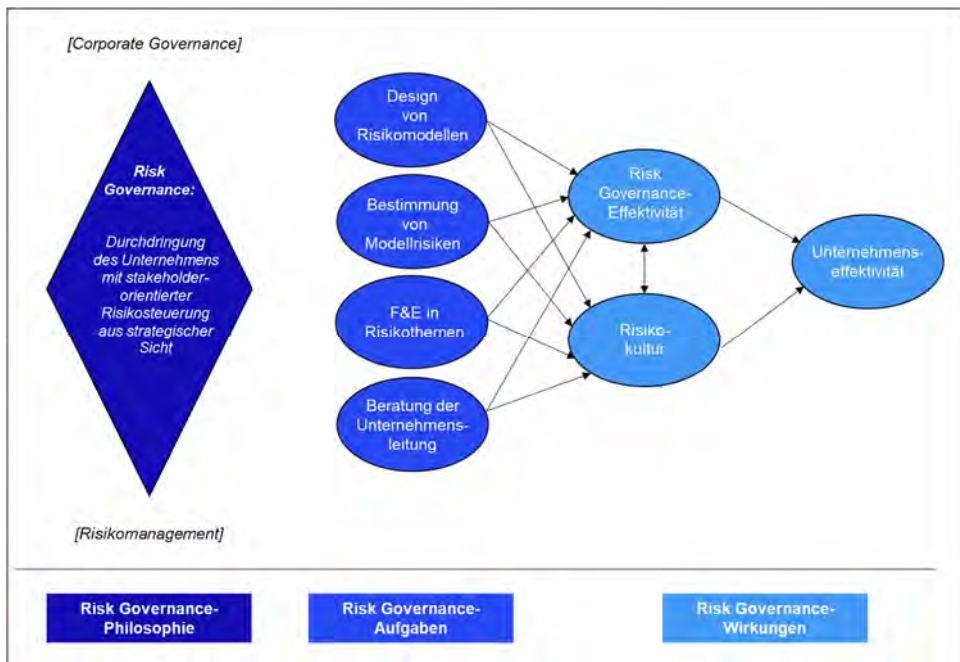 [Corporate Governance]
Risk
Governance:
Durchdringung
des Unternehmens
mit stakeholder-
orientierter
Risikosteuerung
aus strategischer
Sicht
[Risikomanagement]
Design
von
Risikomodellen
Bestimmung
von
Modellrisiken
F&E in
Risikothemen
Beratung der
Unternehmens-
leitung
Risk
Governance-
Effektivität
Risiko-
kultur
Unternehmens-
effektivität
Risk Governance-
Philosophie
Risk Governance-
Aufgaben
Risk Governance-
Wirkungen